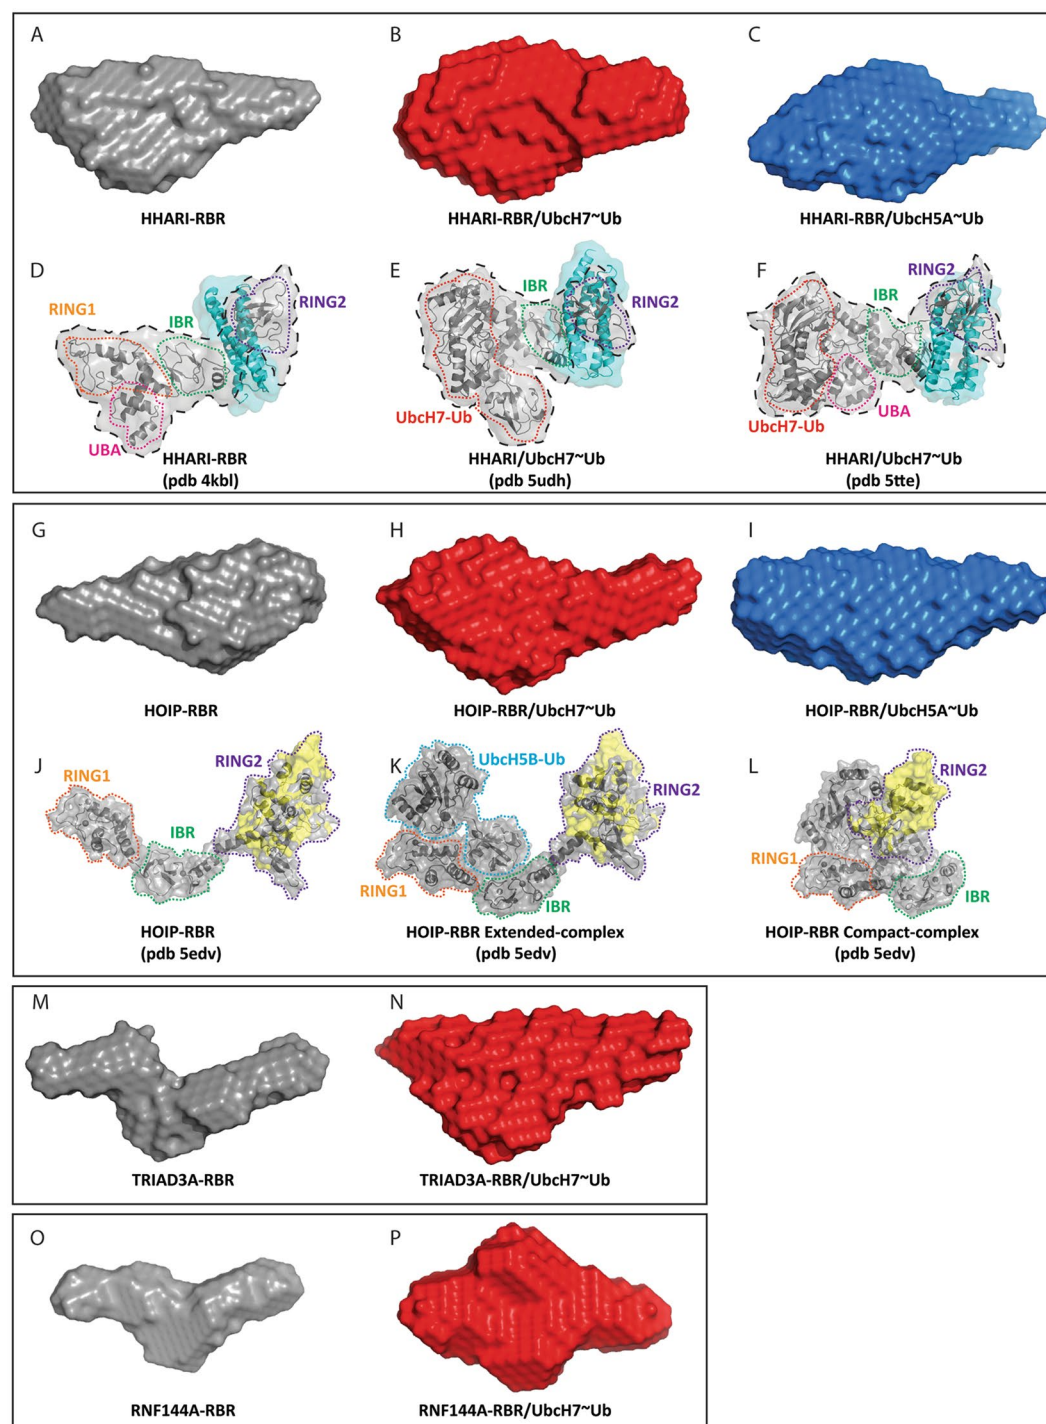 A
B
C
HHARI-RBR
HHARI-RBR/UbcH7~Ub
HHARI-RBR/UbcH5A~Ub
D
RING1
IBR
RING2
UBA
HHARI-RBR
(pdb 4kbl)
E
IBR
RING2
UbcH7-Ub
HHARI/UbcH7~Ub
(pdb 5udh)
F
RING2
IBR
UBA
UbcH7-Ub
HHARI/UbcH7~Ub
(pdb 5tte)
G
H
I
HOIP-RBR
HOIP-RBR/UbcH7~Ub
HOIP-RBR/UbcH5A~Ub
J
RING1
RING2
IBR
HOIP-RBR
(pdb 5edv)
K
UbcH5B-Ub
RING2
RING1
IBR
HOIP-RBR Extended-complex
(pdb 5edv)
L
RING2
RING1
IBR
HOIP-RBR Compact-complex
(pdb 5edv)
M
N
TRIAD3A-RBR
TRIAD3A-RBR/UbcH7~Ub
O
P
RNF144A-RBR
RNF144A-RBR/UbcH7~Ub